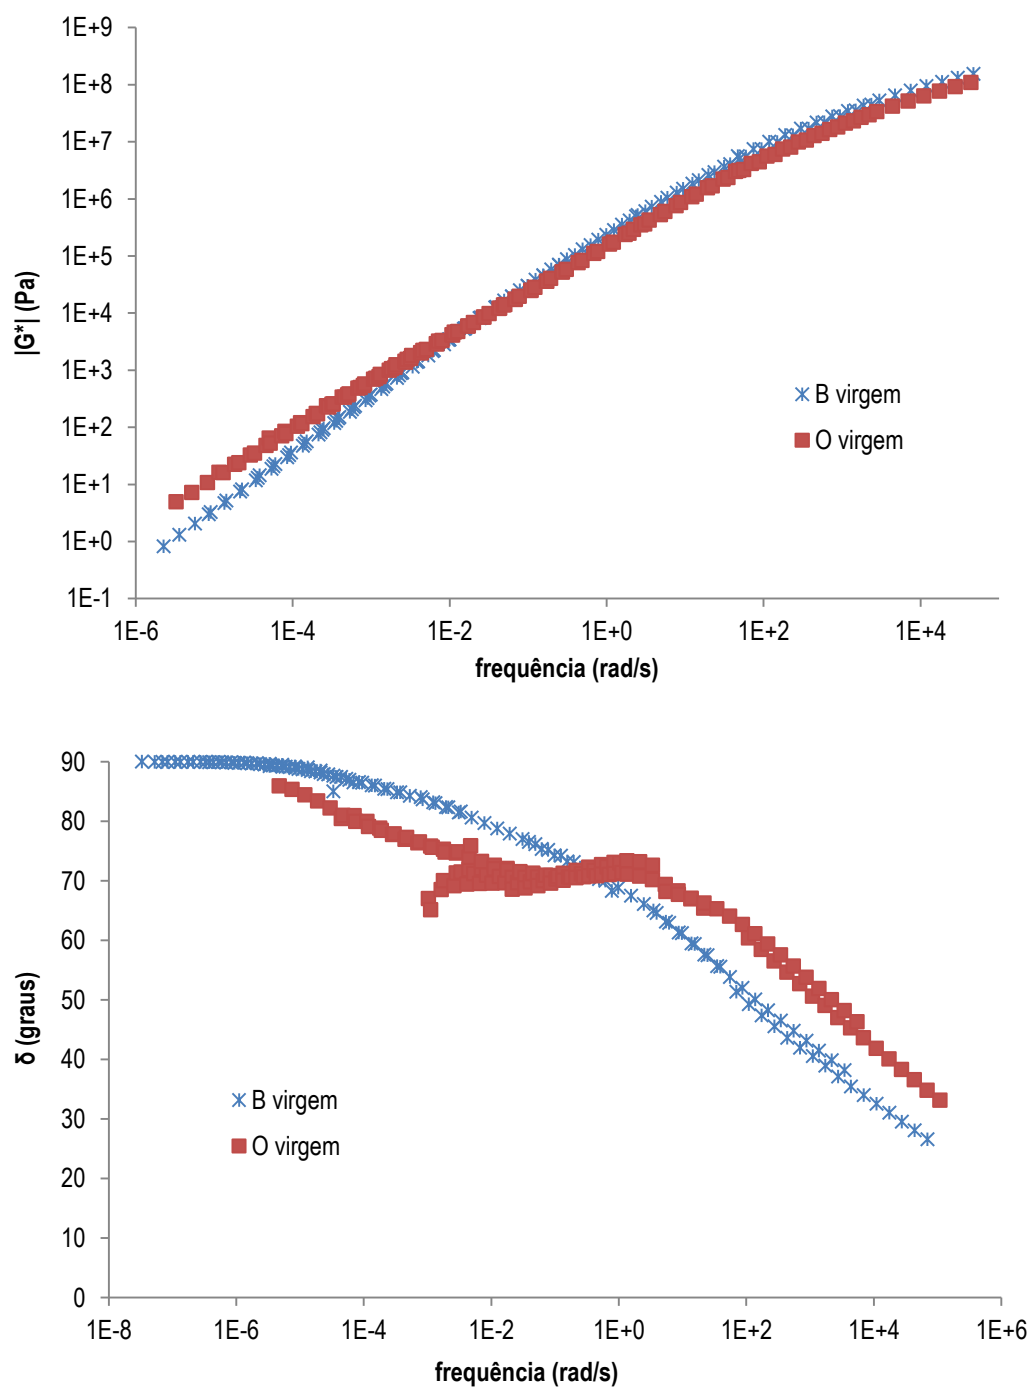 1E+9
1E+8
1E+7
1E+6
1E+5
1E+4
1E+3
1E+2
1E+1
1E+0
1E-1
|G*| (Pa)
B virgem
O virgem
1E-6 1E-4 1E-2 1E+0 1E+2 1E+4
frequência (rad/s)
90
80
70
60
50
40
30
20
10
0
δ (graus)
B virgem
O virgem
1E-8 1E-6 1E-4 1E-2 1E+0 1E+2 1E+4 1E+6
frequência (rad/s)